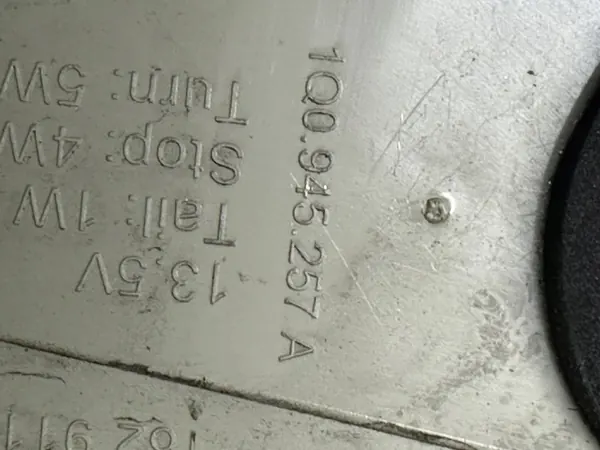 1Q0.945.257 A
13.5V
Tail: 1W
Stop: 4W
Turn: 5W